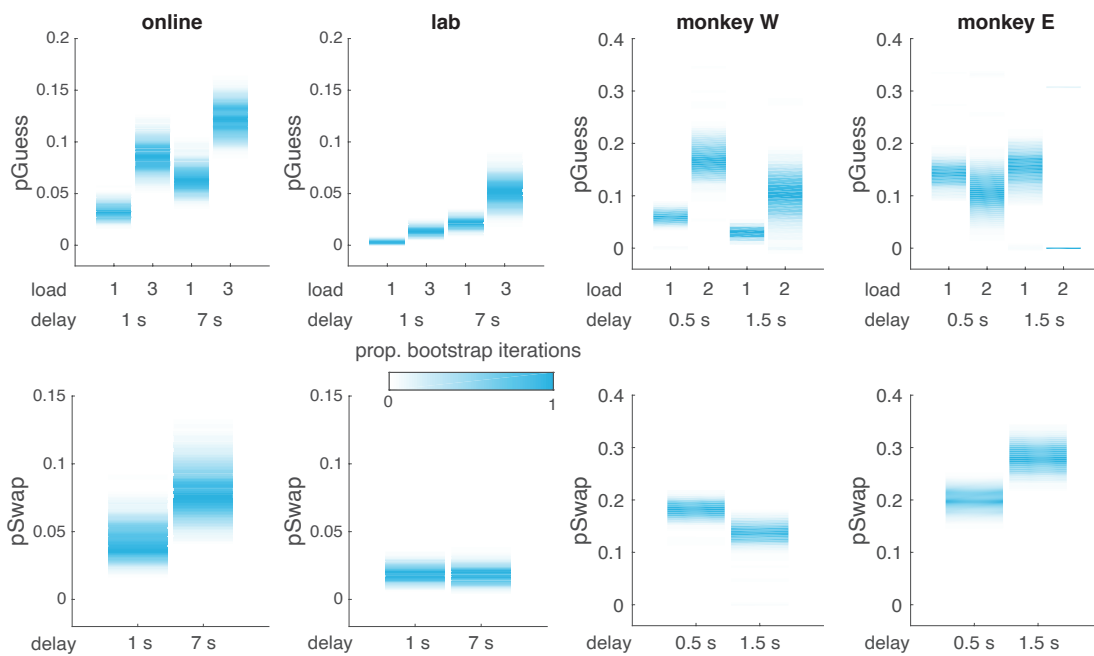 online
lab
monkey W
monkey E
pGuess
0.2
0.15
0.1
0.05
0
pGuess
0.2
0.15
0.1
0.05
0
pGuess
0.4
0.3
0.2
0.1
0
pGuess
0.4
0.3
0.2
0.1
0
load 1 3 1 3
delay 1 s 7 s
load 1 3 1 3
delay 1 s 7 s
load 1 2 1 2
delay 0.5 s 1.5 s
load 1 2 1 2
delay 0.5 s 1.5 s
prop. bootstrap iterations
0 1
pSwap
0.15
0.1
0.05
0
pSwap
0.15
0.1
0.05
0
pSwap
0.4
0.3
0.2
0.1
0
pSwap
0.4
0.3
0.2
0.1
0
delay 1 s 7 s
delay 1 s 7 s
delay 0.5 s 1.5 s
delay 0.5 s 1.5 s